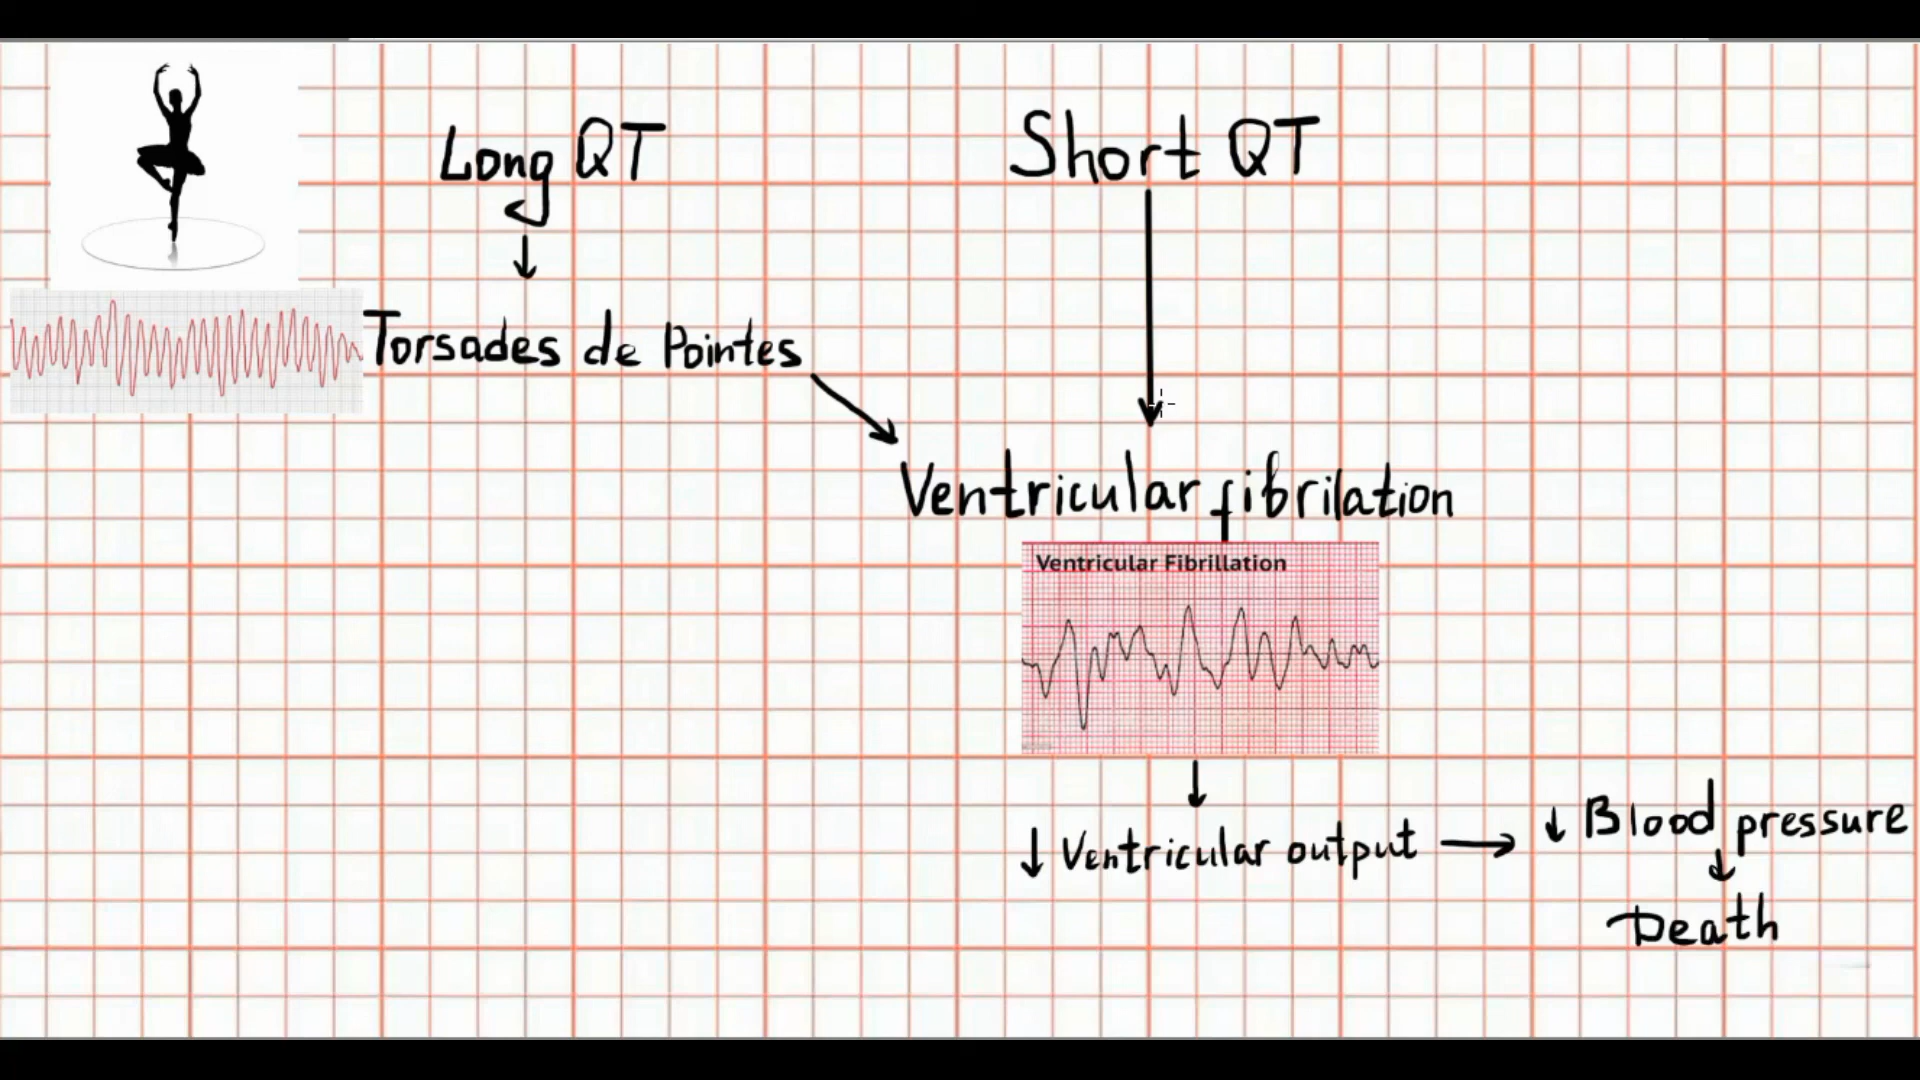 Long QT
Short QT
Torsades de Pointes
Ventricular fibrilation
Ventricular Fibrillation
↓ Ventricular output → ↓ Blood pressure
Death